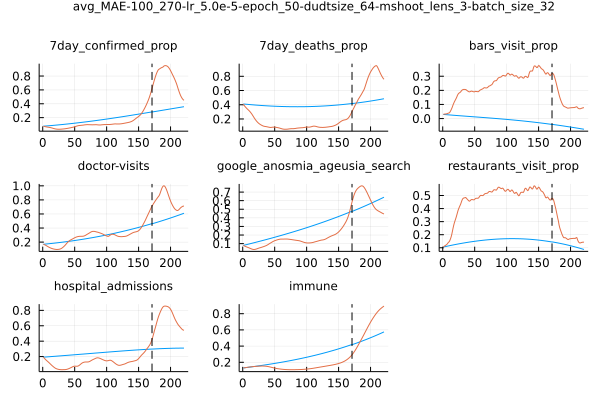 avg_MAE-100_270-lr_5.0e-5-epoch_50-dudtsize_64-mshoot_lens_3-batch_size_32
7day_confirmed_prop
0.8
0.6
0.4
0.2
0 50 100 150 200
7day_deaths_prop
0.8
0.6
0.4
0.2
0 50 100 150 200
bars_visit_prop
0.3
0.2
0.1
0.0
0 50 100 150 200
doctor-visits
1.0
0.8
0.6
0.4
0.2
0 50 100 150 200
google_anosmia_ageusia_search
0.7
0.6
0.5
0.4
0.3
0.2
0.1
0 50 100 150 200
restaurants_visit_prop
0.5
0.4
0.3
0.2
0.1
0 50 100 150 200
hospital_admissions
0.8
0.6
0.4
0.2
0 50 100 150 200
immune
0.8
0.6
0.4
0.2
0 50 100 150 200